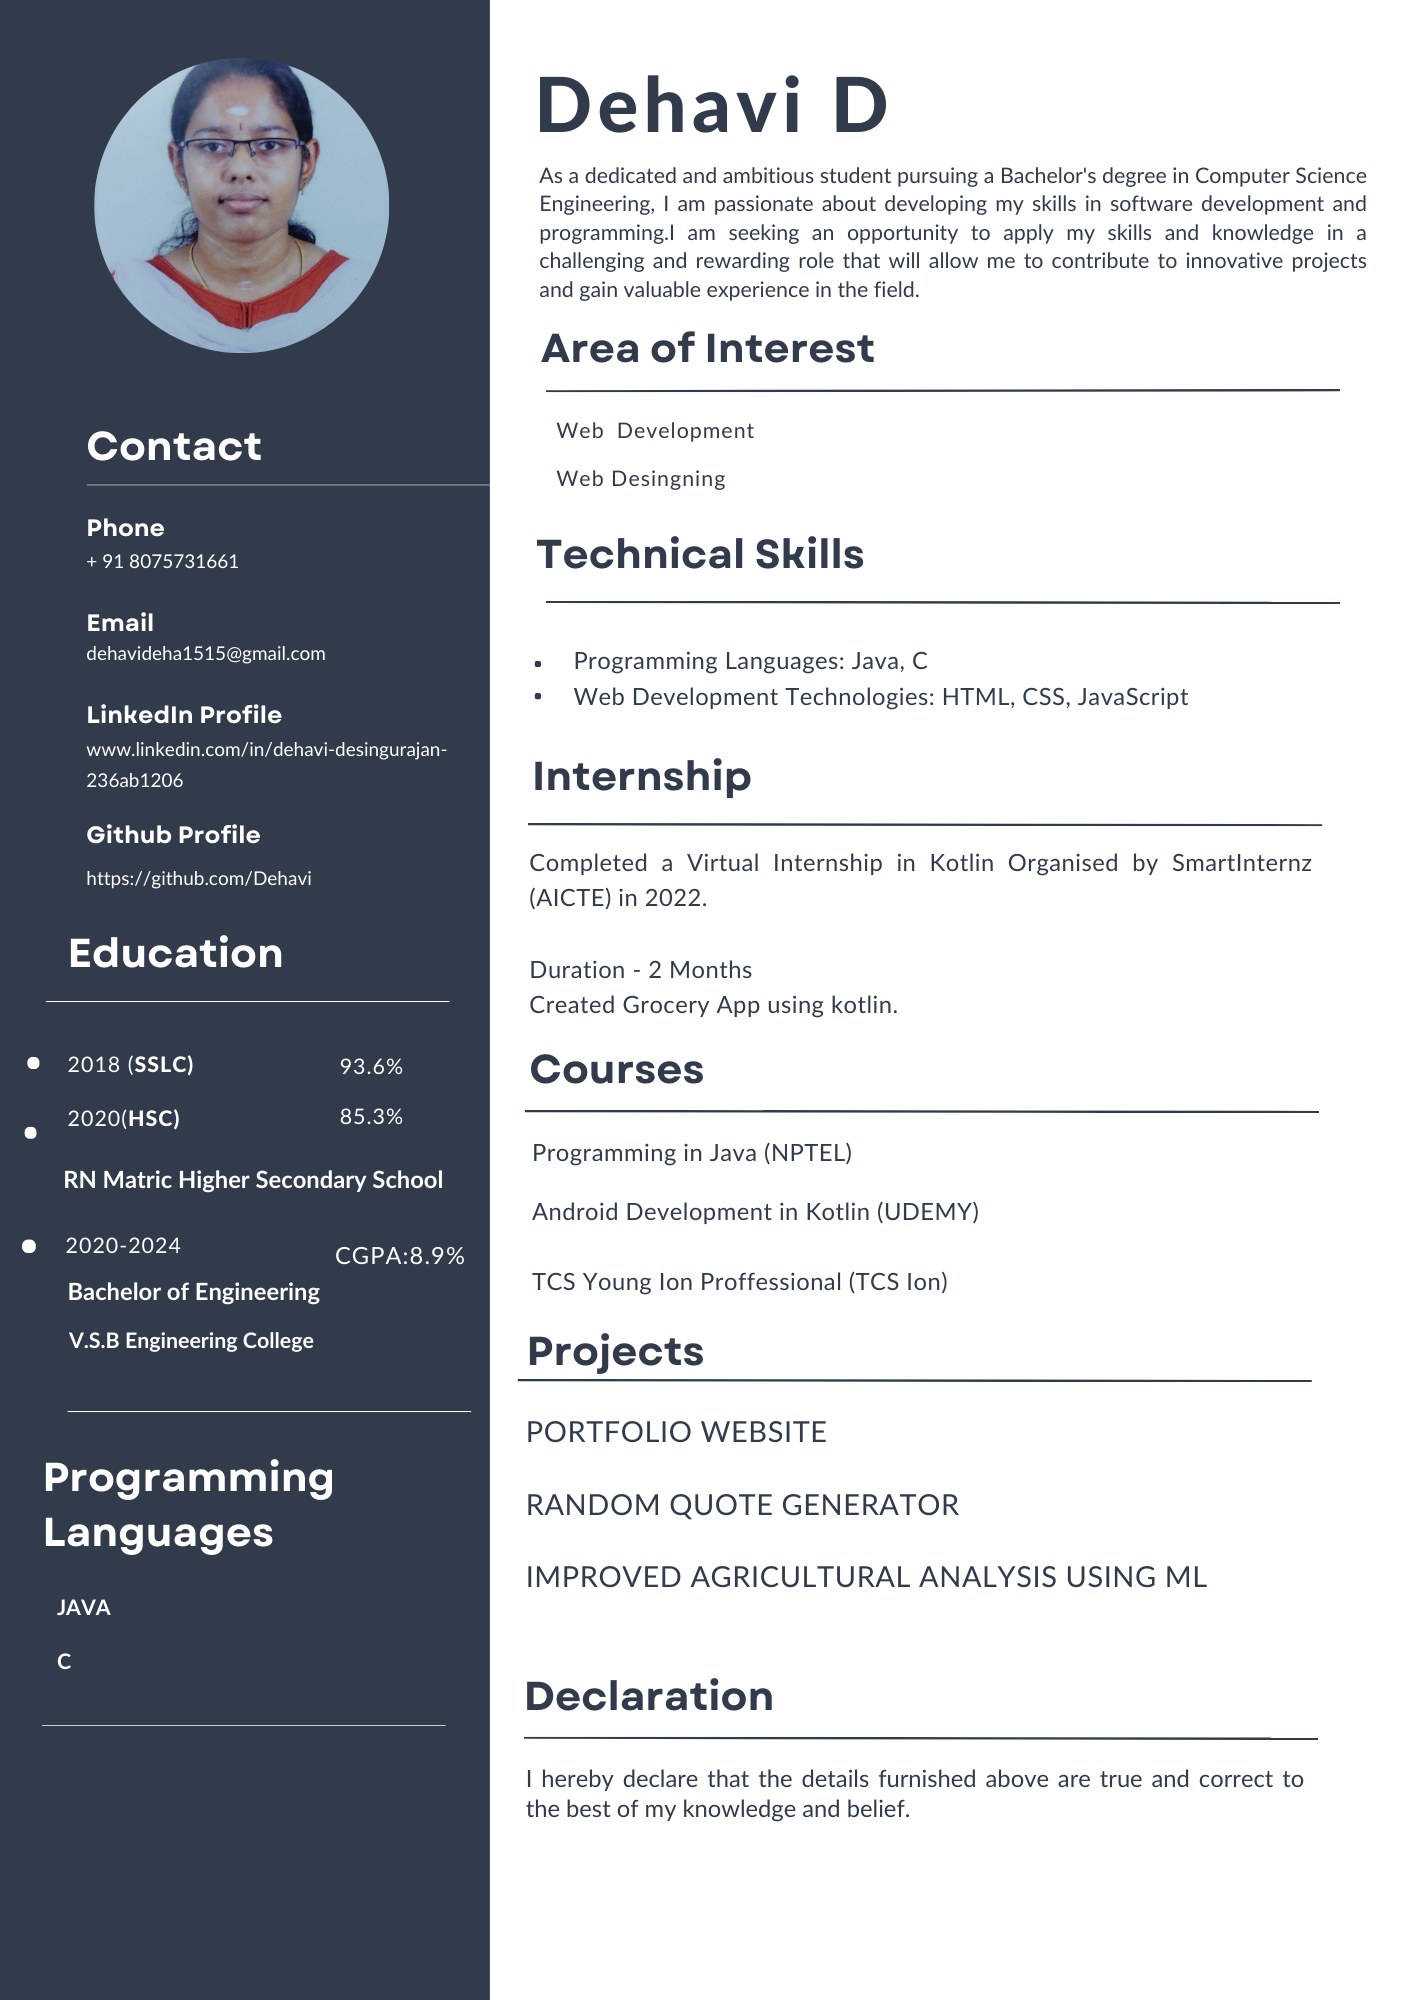 Contact
Phone
+ 91 8075731661
Email
dehavideha1515@gmail.com
LinkedIn Profile
www.linkedin.com/in/dehavi-desingurajan-
236ab1206
Github Profile
https://github.com/Dehavi
Education
2018 (SSLC) 93.6%
2020(HSC) 85.3%
RN Matric Higher Secondary School
2020-2024 CGPA:8.9%
Bachelor of Engineering
V.S.B Engineering College
Programming
Languages
JAVA
C
Dehavi D
As a dedicated and ambitious student pursuing a Bachelor's degree in Computer Science
Engineering, I am passionate about developing my skills in software development and
programming.I am seeking an opportunity to apply my skills and knowledge in a
challenging and rewarding role that will allow me to contribute to innovative projects
and gain valuable experience in the field.
Area of Interest
Web Development
Web Desingning
Technical Skills
• Programming Languages: Java, C
• Web Development Technologies: HTML, CSS, JavaScript
Internship
Completed a Virtual Internship in Kotlin Organised by SmartInternz
(AICTE) in 2022.
Duration - 2 Months
Created Grocery App using kotlin.
Courses
Programming in Java (NPTEL)
Android Development in Kotlin (UDEMY)
TCS Young Ion Proffessional (TCS Ion)
Projects
PORTFOLIO WEBSITE
RANDOM QUOTE GENERATOR
IMPROVED AGRICULTURAL ANALYSIS USING ML
Declaration
I hereby declare that the details furnished above are true and correct to
the best of my knowledge and belief.